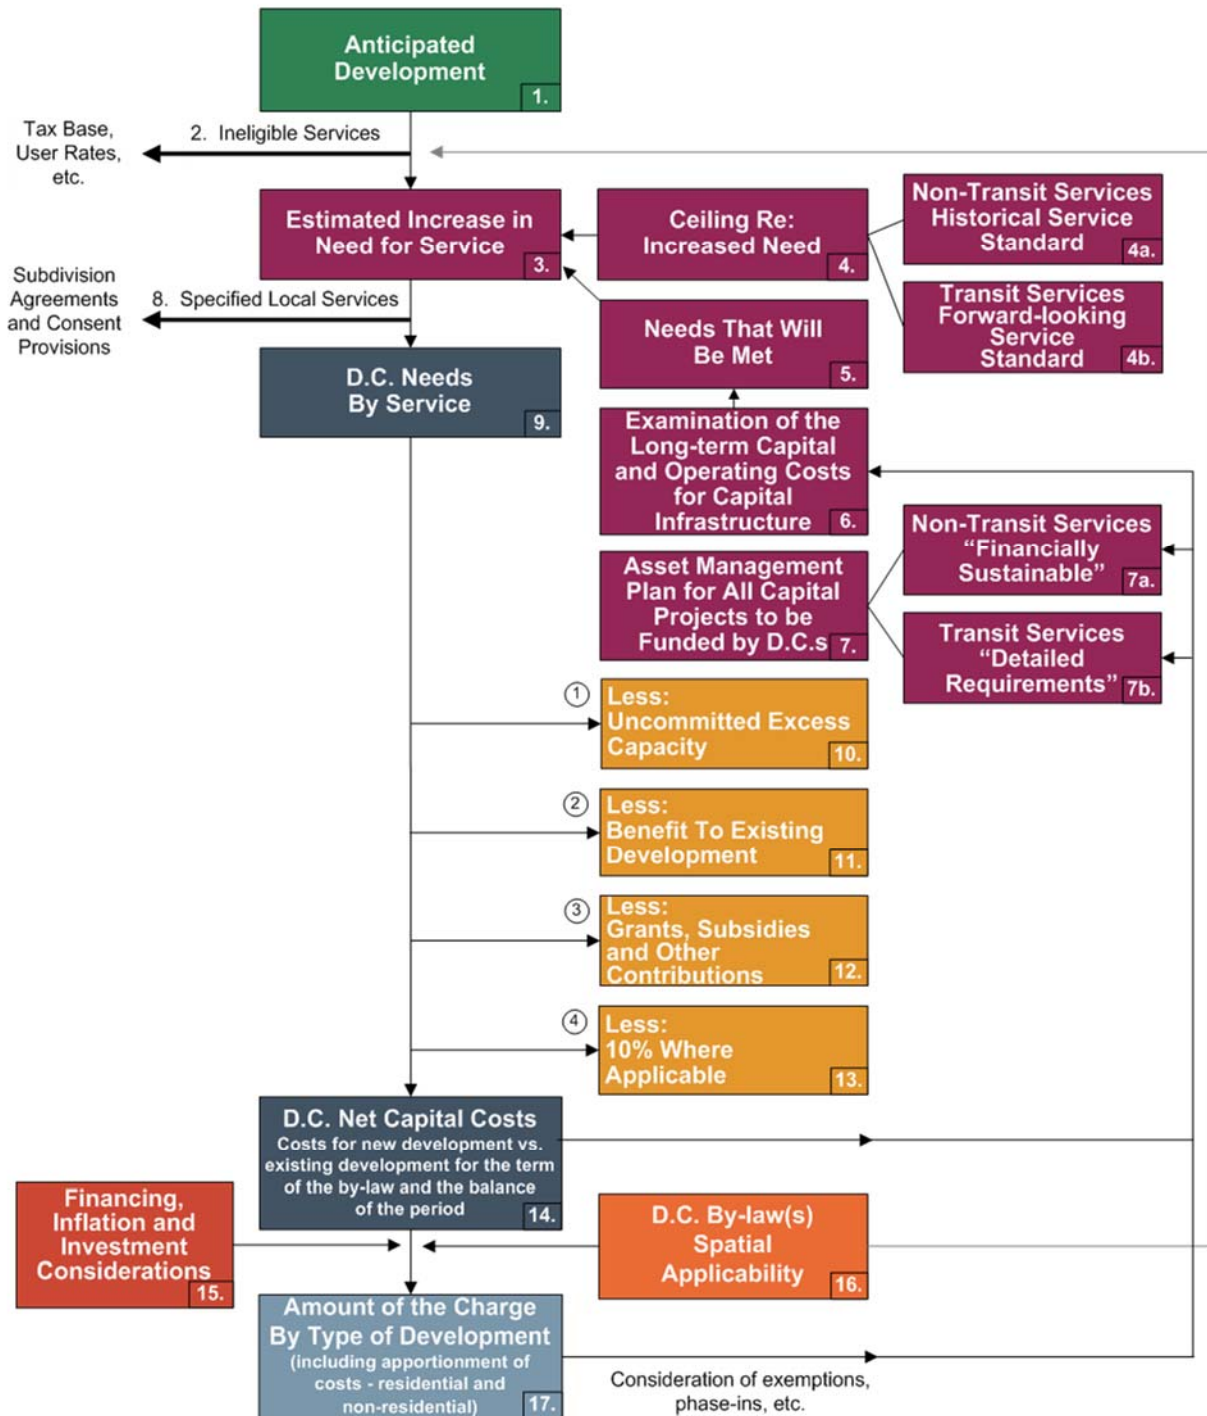 Anticipated
Development
1.
Tax Base,
User Rates,
etc.
2. Ineligible Services
Estimated Increase in
Need for Service
3.
Ceiling Re:
Increased Need
4.
Non-Transit Services
Historical Service
Standard
4a.
Transit Services
Forward-looking
Service
Standard
4b.
Subdivision
Agreements
and Consent
Provisions
8. Specified Local Services
Needs That Will
Be Met
5.
D.C. Needs
By Service
9.
Examination of the
Long-term Capital
and Operating Costs
for Capital
Infrastructure
6.
Non-Transit Services
“Financially
Sustainable”
7a.
Asset Management
Plan for All Capital
Projects to be
Funded by D.C.s
7.
Transit Services
“Detailed
Requirements”
7b.
1
Less:
Uncommitted Excess
Capacity
10.
2
Less:
Benefit To Existing
Development
11.
3
Less:
Grants, Subsidies
and Other
Contributions
12.
4
Less:
10% Where
Applicable
13.
D.C. Net Capital Costs
Costs for new development vs.
existing development for the term
of the by-law and the balance
of the period
14.
Financing,
Inflation and
Investment
Considerations
15.
D.C. By-law(s)
Spatial
Applicability
16.
Amount of the Charge
By Type of Development
(including apportionment of
costs - residential and
non-residential)
17.
Consideration of exemptions,
phase-ins, etc.